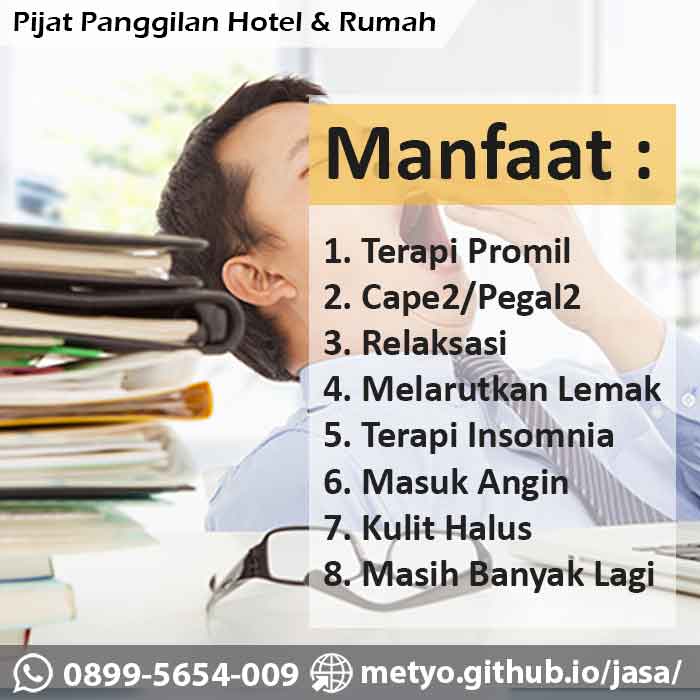 Pijat Panggilan Hotel & Rumah
Manfaat :
1. Terapi Promil
2. Cape2/Pegal2
3. Relaksasi
4. Melarutkan Lemak
5. Terapi Insomnia
6. Masuk Angin
7. Kulit Halus
8. Masih Banyak Lagi
0899-5654-009 metyo.github.io/jasa/